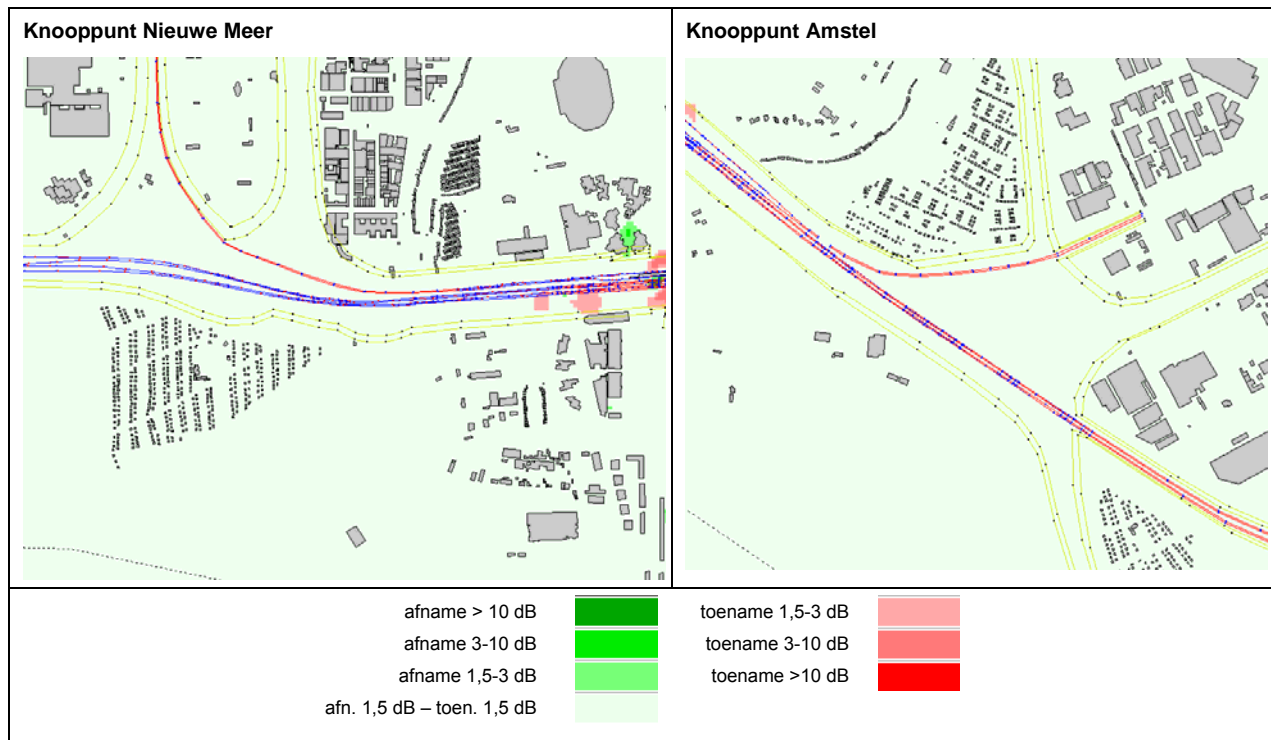 Knooppunt Nieuwe Meer
Knooppunt Amstel
afname > 10 dB
toename 1,5-3 dB
afname 3-10 dB
toename 3-10 dB
afname 1,5-3 dB
toename >10 dB
afn. 1,5 dB – toen. 1,5 dB